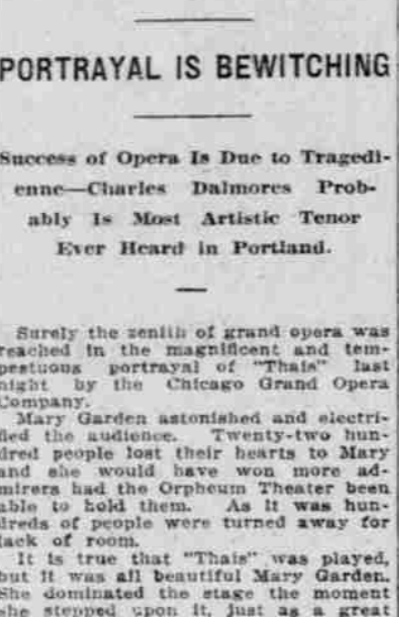 PORTRAYAL IS BEWITCHING
Success of Opera Is Due to Tragedi-
enne—Charles Dalmores Prob-
ably Is Most Artistic Tenor
Ever Heard in Portland.
Surely the zenith of grand opera was
reached in the magnificent and tem-
pestuous portrayal of "Thais" last
night by the Chicago Grand Opera
Company.
Mary Garden astonished and electri-
fied the audience. Twenty-two hun-
dred people lost their hearts to Mary
and she would have won more ad-
mirers had the Orpheum Theater been
able to hold them. As it was hun-
dreds of people were turned away for
lack of room.
It is true that "Thais" was played,
but it was all beautiful Mary Garden.
She dominated the stage the moment
she stepped upon it, just as a great